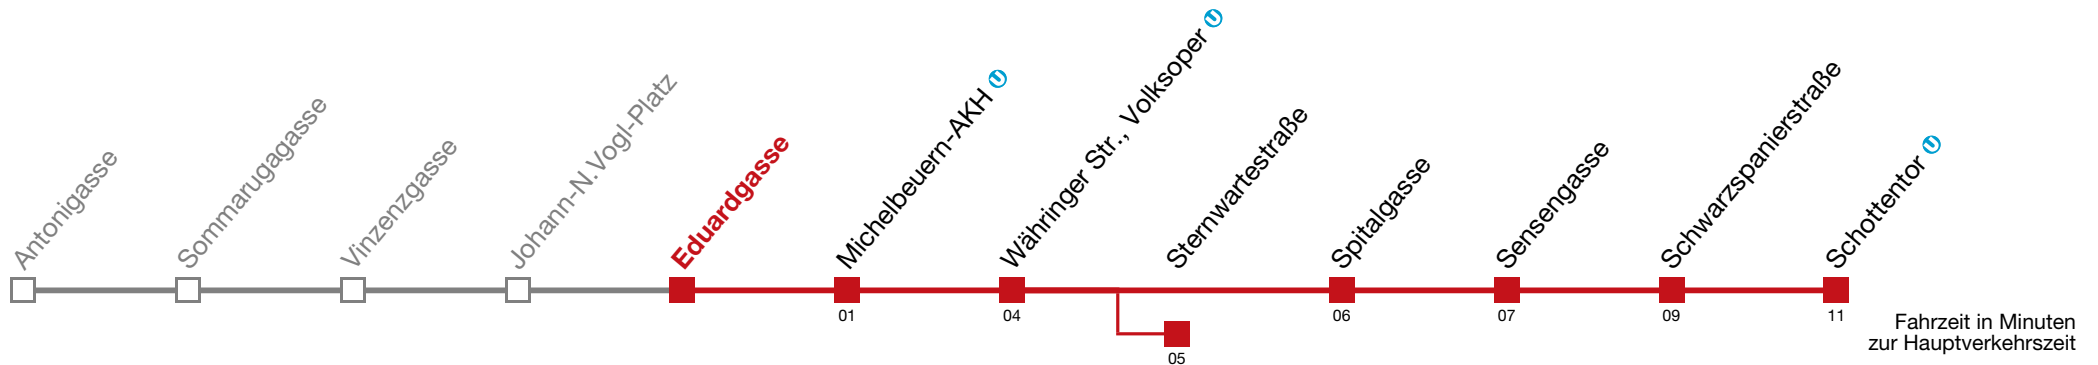 Antonigasse
Sommarugagasse
Vinzenzgasse
Johann-N.Vogl-Platz
Eduardgasse
Michelbeuern-AKH U
Währinger Str., Volksoper U
Sternwartestraße
Spitalgasse
Sensengasse
Schwarzspanierstraße
Schottentor U
01
04
05
06
07
09
11
Fahrzeit in Minuten
zur Hauptverkehrszeit